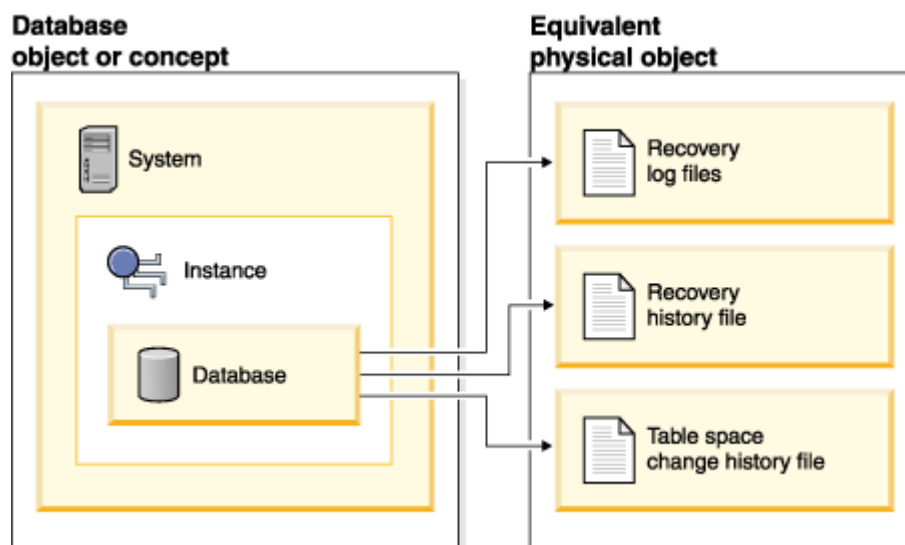 Database
object or concept
Equivalent
physical object
System
Instance
Database
Recovery
log files
Recovery
history file
Table space
change history file